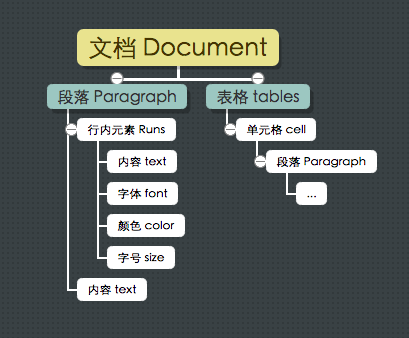 文档 Document
段落 Paragraph
表格 tables
行内元素 Runs
单元格 cell
内容 text
段落 Paragraph
字体 font
...
颜色 color
字号 size
内容 text